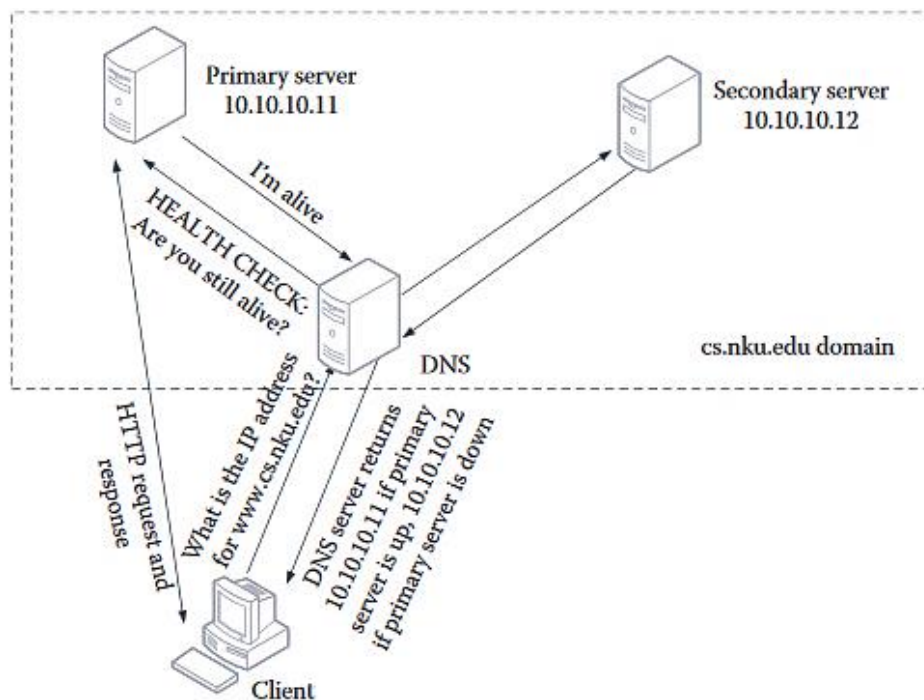 Primary server
10.10.10.11
Secondary server
10.10.10.12
I'm alive
HEALTH CHECK:
Are you still alive?
DNS
cs.nku.edu domain
HTTP request and
response
What is the IP address
for www.cs.nku.edu?
DNS server returns
10.10.10.11 if primary
server is up, 10.10.10.12
if primary server is down
Client